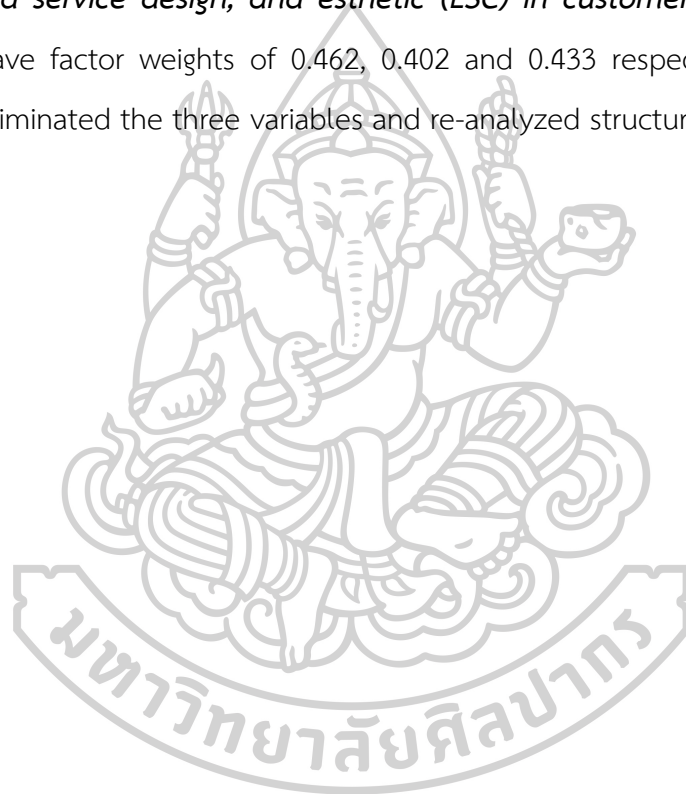 d service design, and esthetic (ESC) in customer
ave factor weights of 0.462, 0.402 and 0.433 respec
liminated the three variables and re-analyzed structur
มหาวิทยาลัยศิลปากร